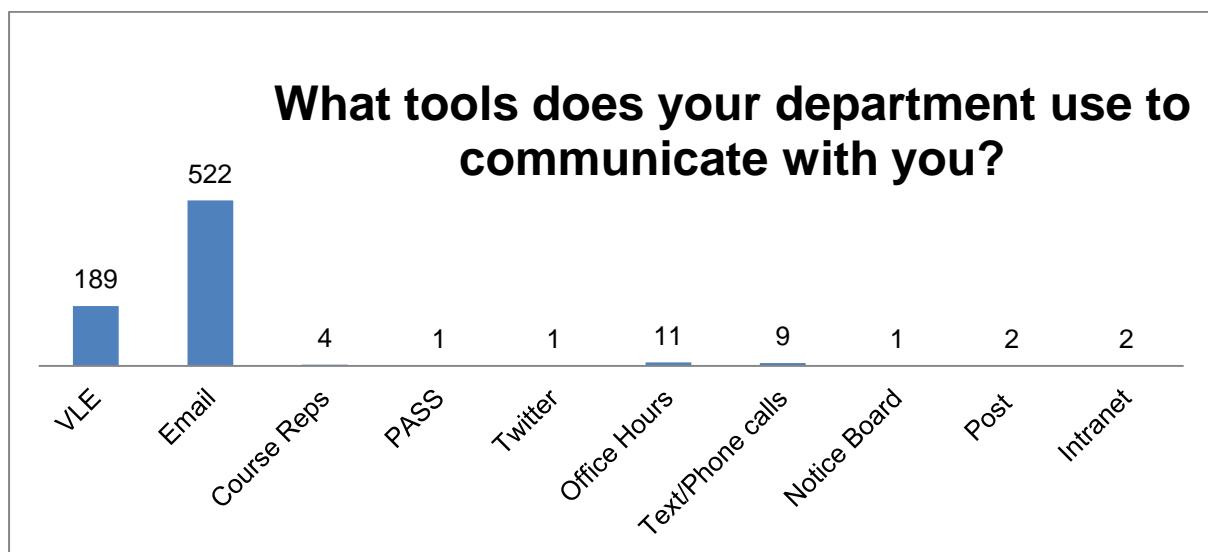 What tools does your department use to
communicate with you?
522
189
4
1
1
11
9
1
2
2
VLE
Email
Course Reps
PASS
Twitter
Office Hours
Text/Phone calls
Notice Board
Post
Intranet